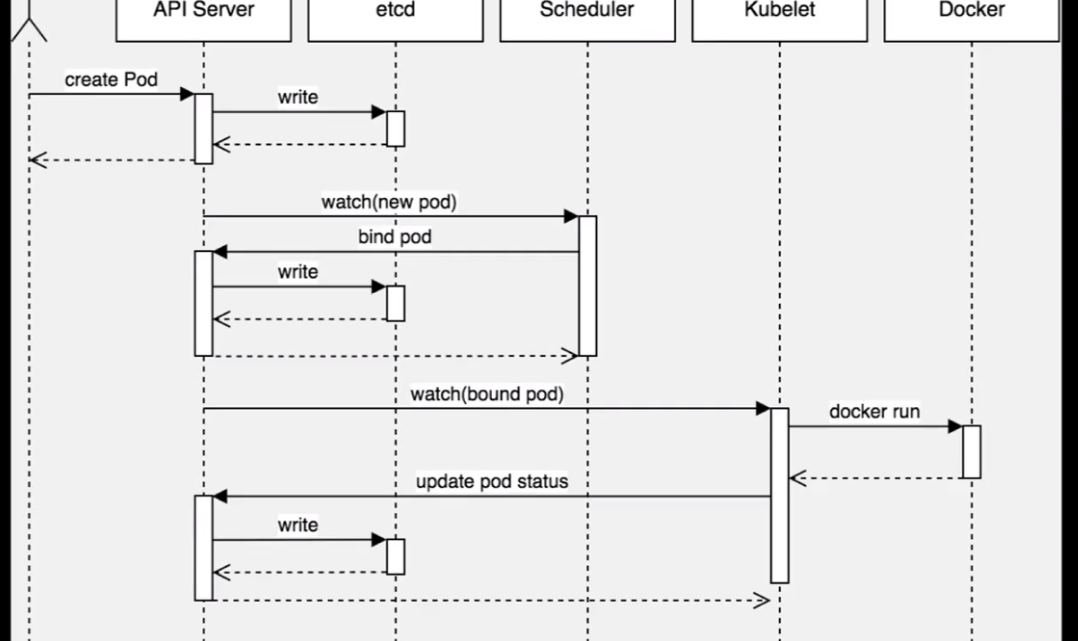 API Server
etcd
Scheduler
Kubelet
Docker
create Pod
write
watch(new pod)
bind pod
write
watch(bound pod)
docker run
update pod status
write